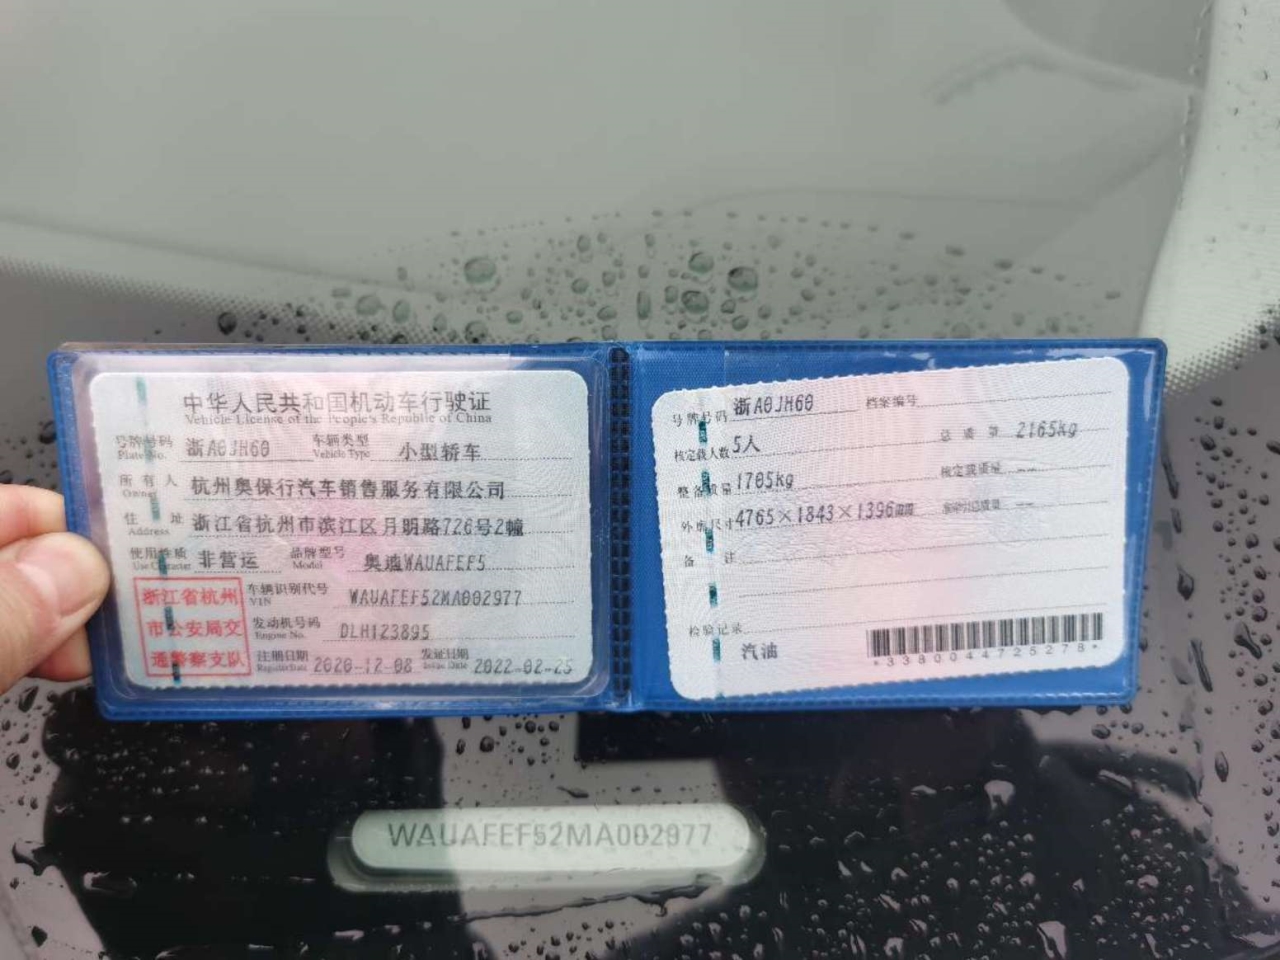 中华人民共和国机动车行驶证
Vehicle License of the People's Republic of China
号牌号码 浙A0JH60 车辆类型 小型轿车
Plate No. Vehicle Type
所有人 杭州奥保行汽车销售服务有限公司
Owner
住址 浙江省杭州市滨江区月明路726号2幢
Address
使用性质 非营运 品牌型号 奥迪WAUAFEF5
Use Character Model
浙江省杭州
市公安局交
通警察支队
车辆识别代号 WAUAFEF52MA002977
VIN
发动机号码 DLH123895
Engine No.
注册日期 2020-12-08 发证日期 2022-02-25
Register Date Issue Date
号牌号码 浙A0JH60 档案编号
核定载人数 5人 总质量 2165kg
整备质量 1705kg 核定载质量 --
外廓尺寸 4765×1843×1396mm --
备注
检验记录
汽油
*3380044725278*
WAUAFEF52MA002977